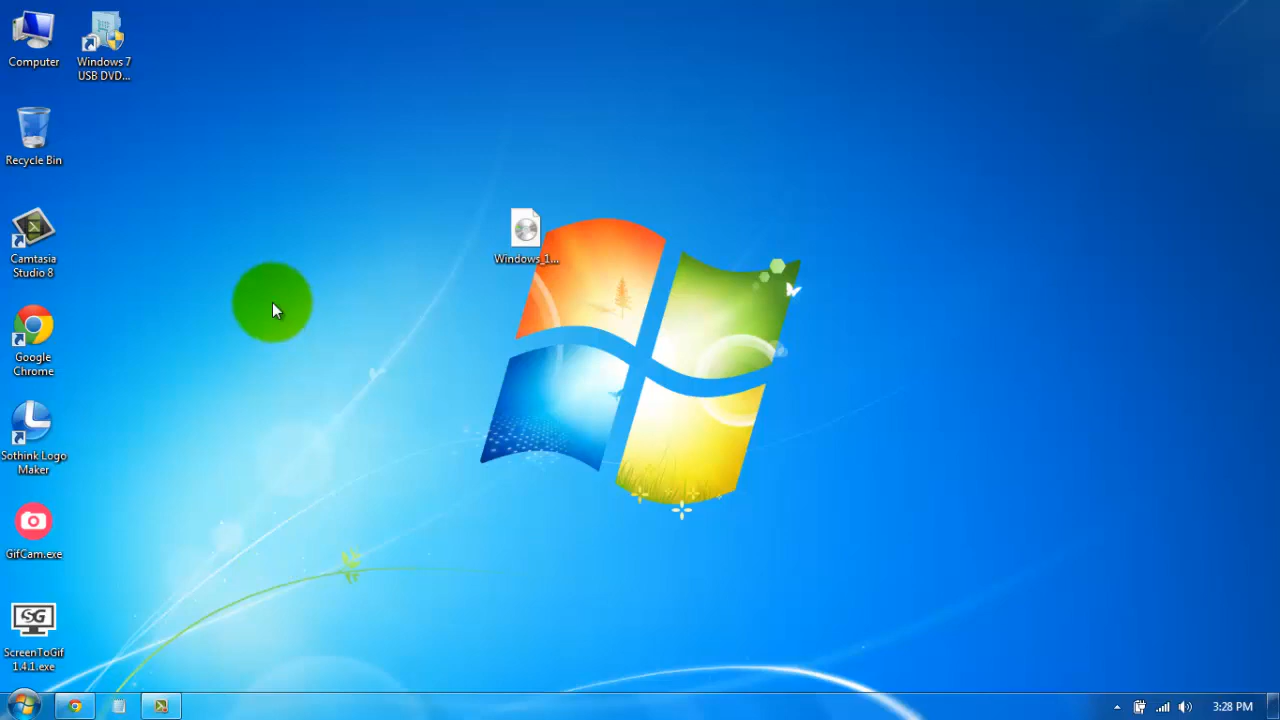 Computer
Windows 7
USB DVD...
Recycle Bin
Camtasia
Studio 8
Google
Chrome
Sothink Logo
Maker
GifCam.exe
SG
ScreenToGif
1.4.1.exe
Windows_1...
3:28 PM